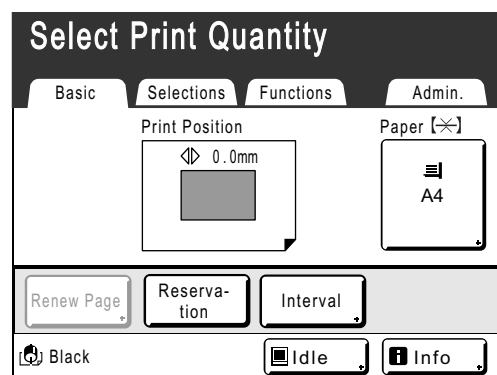 Select Print Quantity
Basic Selections Functions Admin.
Print Position Paper【⚹】
0.0mm
A4
Renew Page Reserva-
tion Interval
Black Idle Info